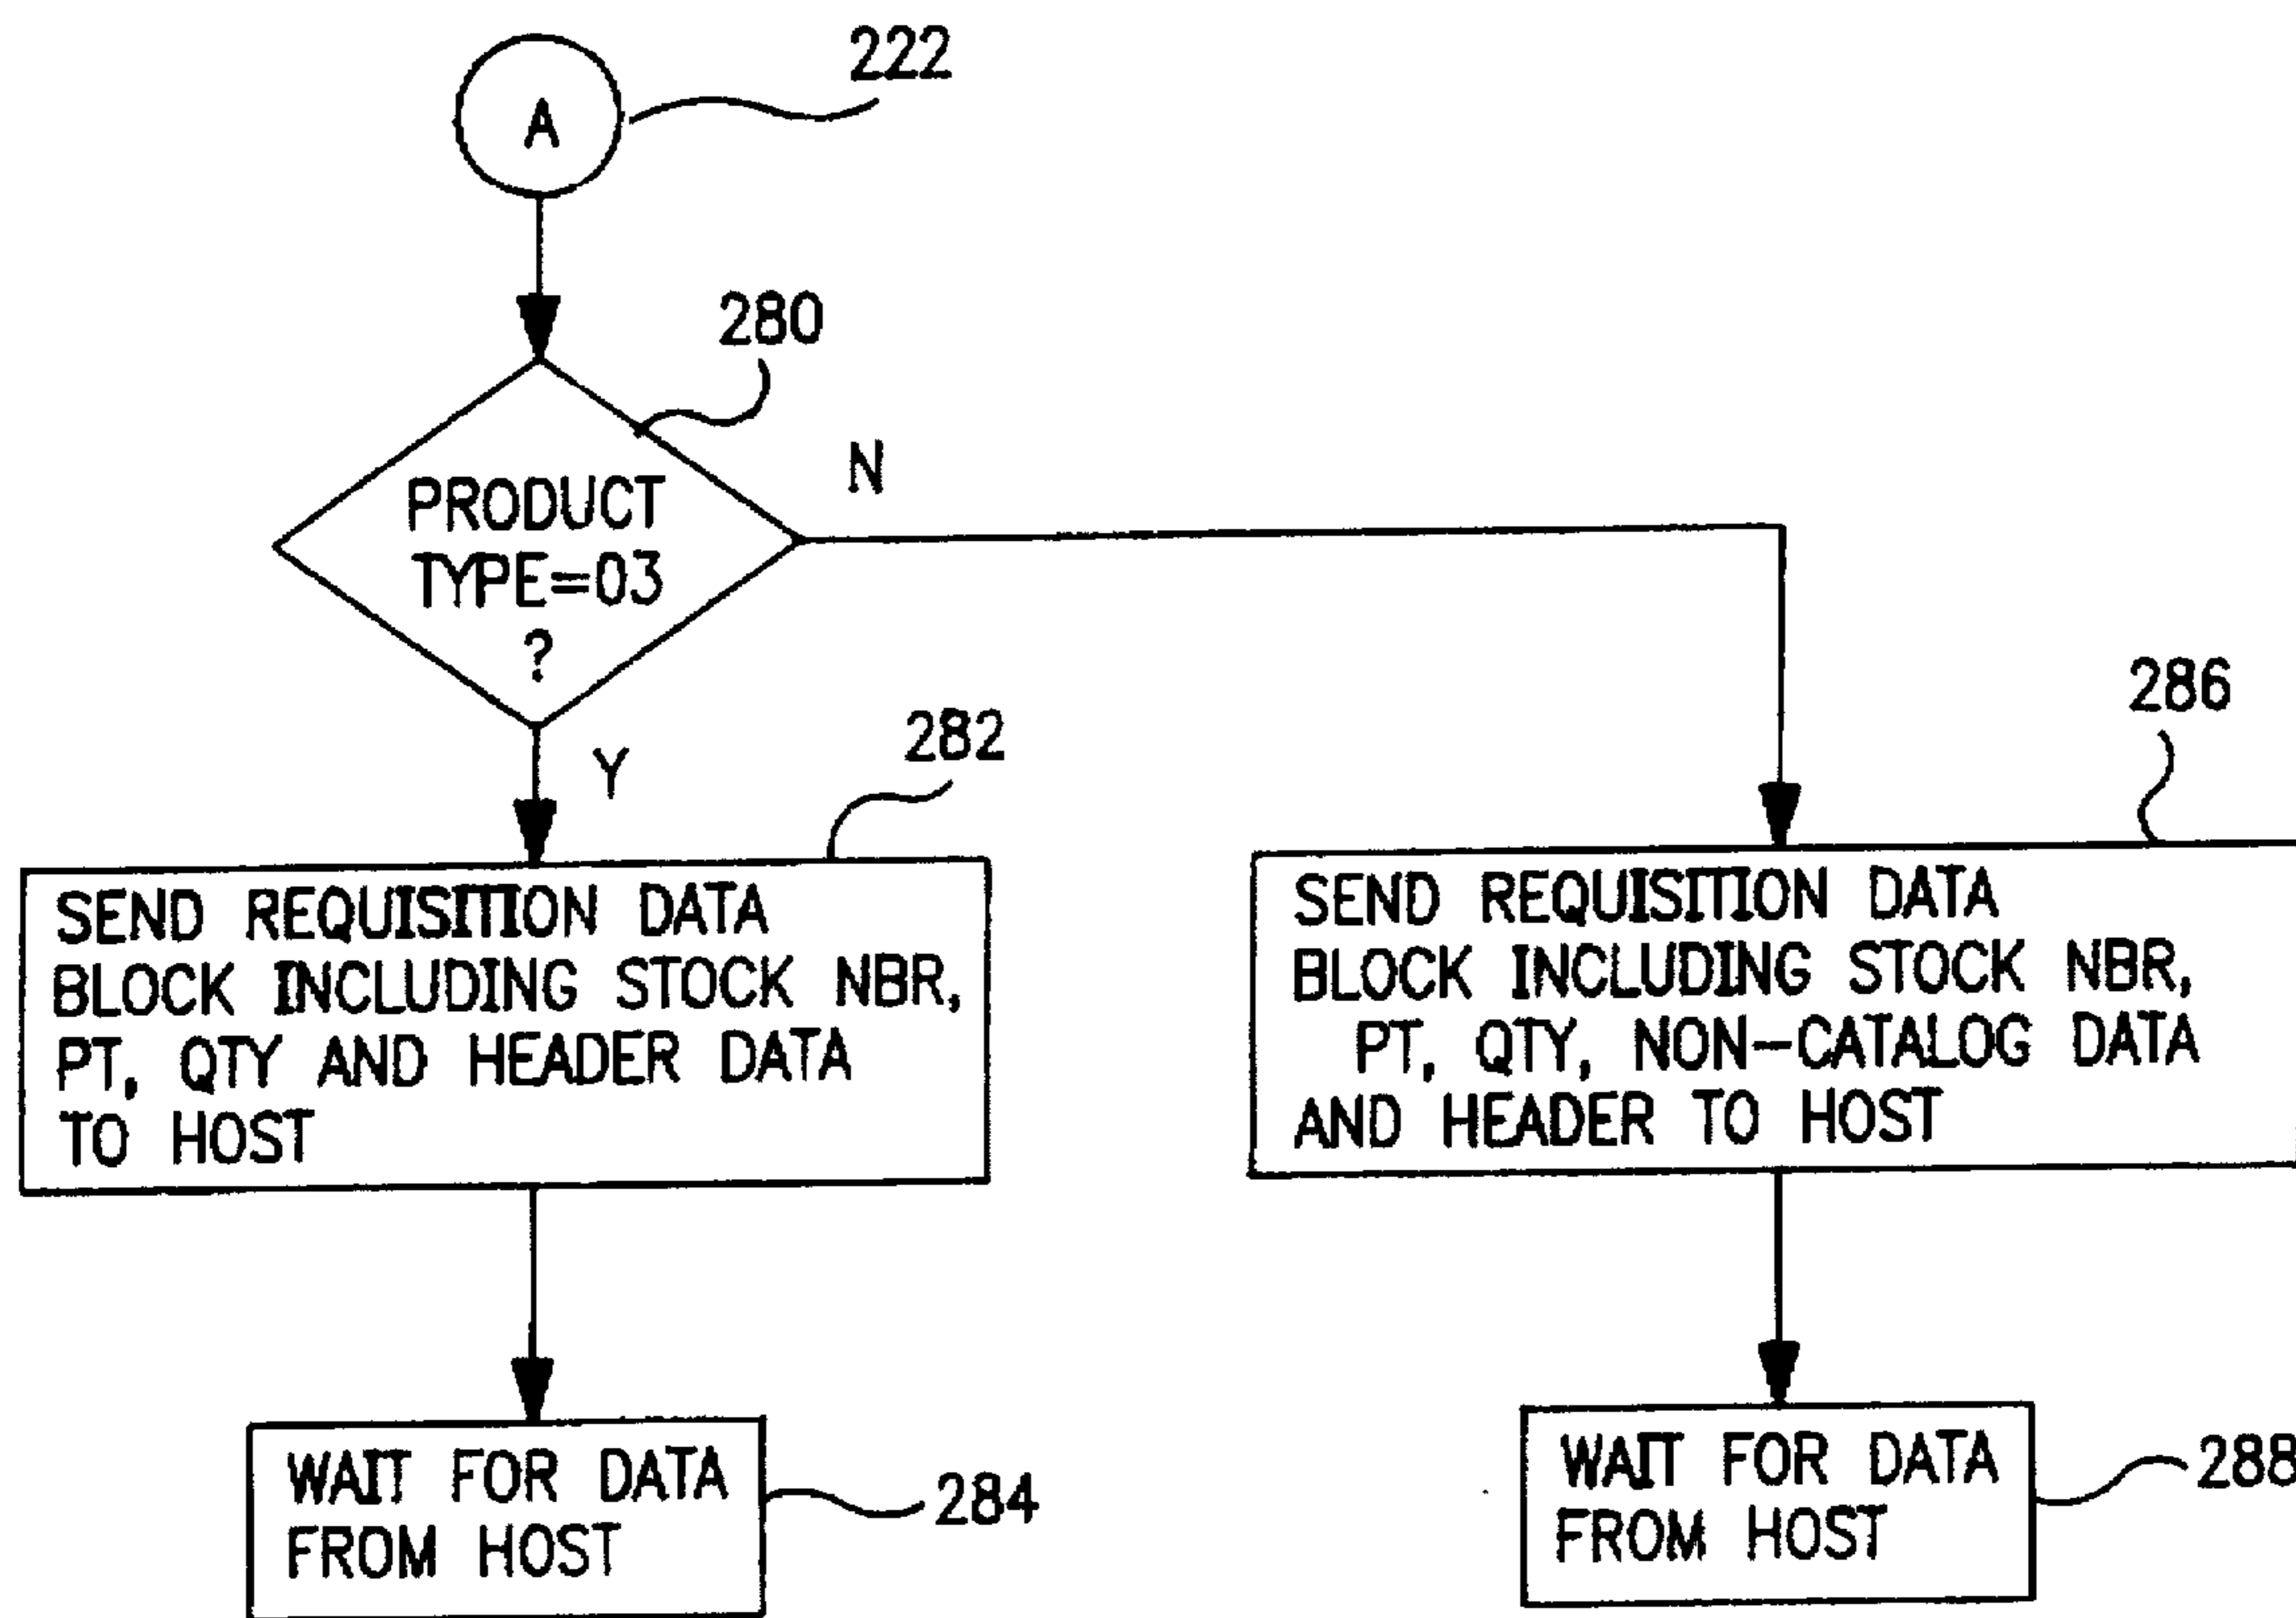 222
A
280
PRODUCT
TYPE=03
?
N
Y
282
SEND REQUISITION DATA
BLOCK INCLUDING STOCK NBR,
PT, QTY AND HEADER DATA
TO HOST
286
SEND REQUISITION DATA
BLOCK INCLUDING STOCK NBR,
PT, QTY, NON-CATALOG DATA
AND HEADER TO HOST
WAIT FOR DATA
FROM HOST
284
WAIT FOR DATA
FROM HOST
288